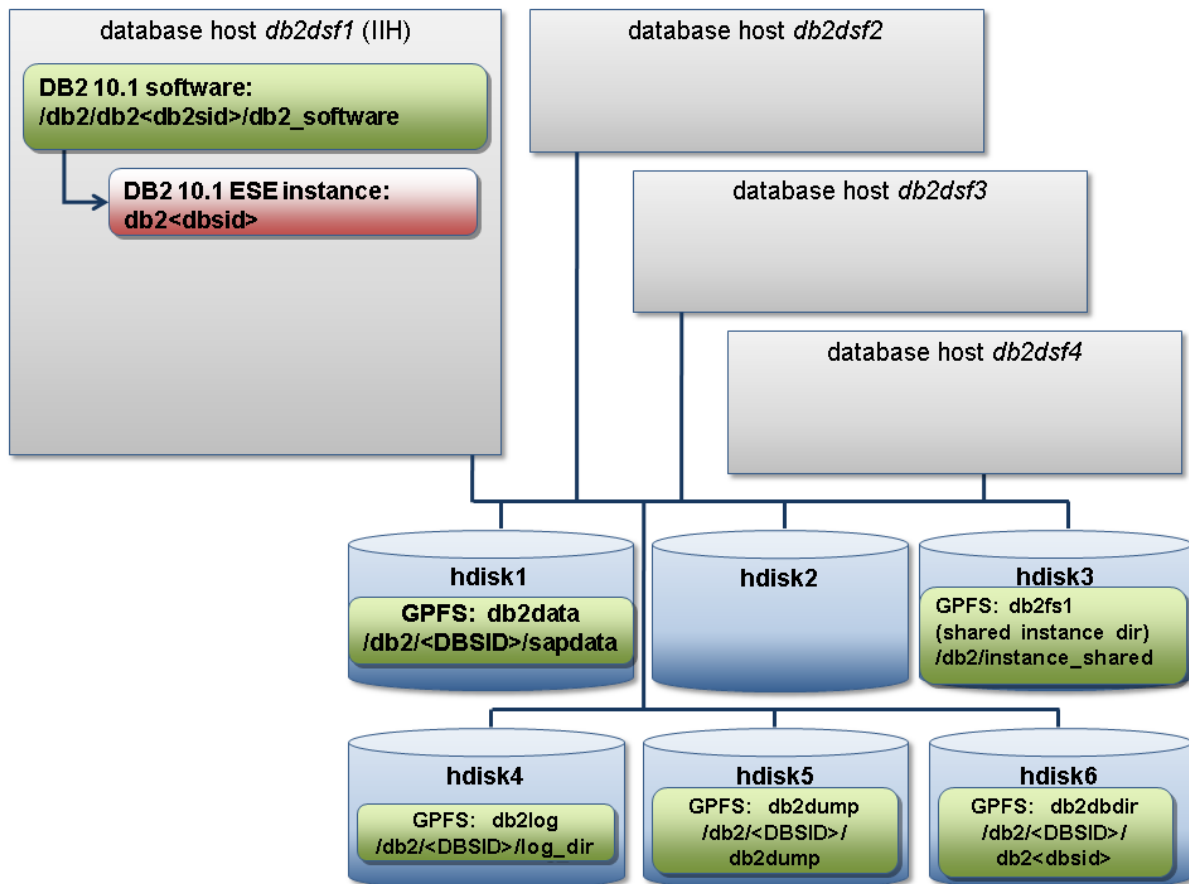 database host db2dsf1 (IIH)
DB2 10.1 software:
/db2/db2<db2sid>/db2_software
DB2 10.1 ESE instance:
db2<dbsid>
database host db2dsf2
database host db2dsf3
database host db2dsf4
hdisk1
GPFS: db2data
/db2/<DBSID>/sapdata
hdisk2
hdisk3
GPFS: db2fs1
(shared instance dir)
/db2/instance_shared
hdisk4
GPFS: db2log
/db2/<DBSID>/log_dir
hdisk5
GPFS: db2dump
/db2/<DBSID>/
db2dump
hdisk6
GPFS: db2dbdir
/db2/<DBSID>/
db2<dbsid>